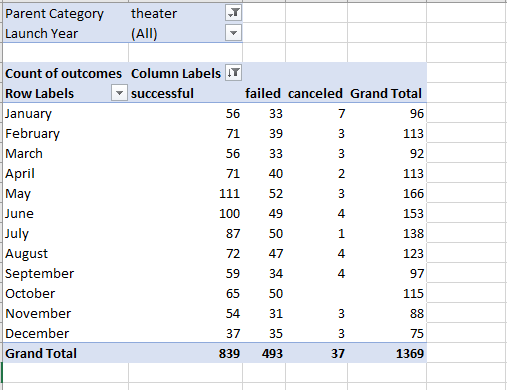 Parent Category theater
Launch Year (All)
Count of outcomes Column Labels
Row Labels successful failed canceled Grand Total
January 56 33 7 96
February 71 39 3 113
March 56 33 3 92
April 71 40 2 113
May 111 52 3 166
June 100 49 4 153
July 87 50 1 138
August 72 47 4 123
September 59 34 4 97
October 65 50 115
November 54 31 3 88
December 37 35 3 75
Grand Total 839 493 37 1369